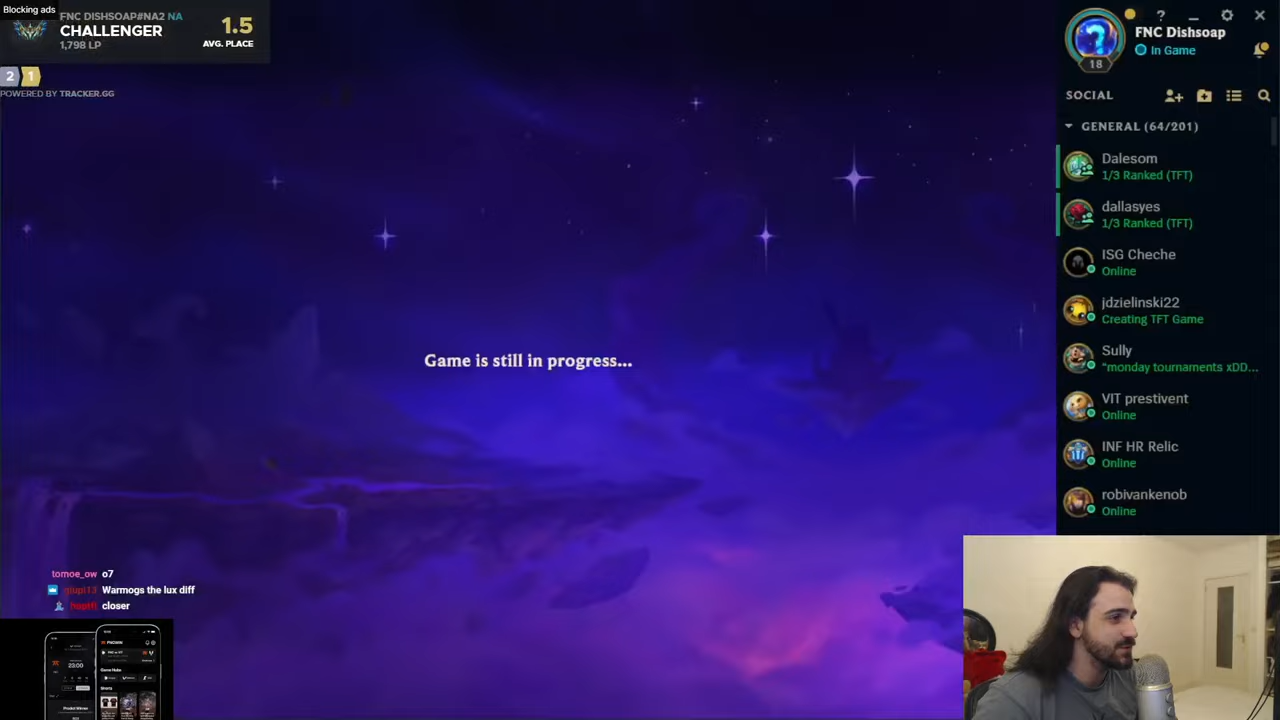 Blocking ads
FNC DISHSOAP#NA2 NA
CHALLENGER
1,798 LP
1.5
AVG. PLACE
2 1
POWERED BY TRACKER.GG
Game is still in progress...
?
18
FNC Dishsoap
In Game
SOCIAL
GENERAL (64/201)
Dalesom
1/3 Ranked (TFT)
dallasyes
1/3 Ranked (TFT)
ISG Cheche
Online
jdzielinski22
Creating TFT Game
Sully
"monday tournaments xDD...
VIT prestivent
Online
INF HR Relic
Online
robivankenob
Online
tomoe_ow o7
Warmogs the lux diff
closer
23:00